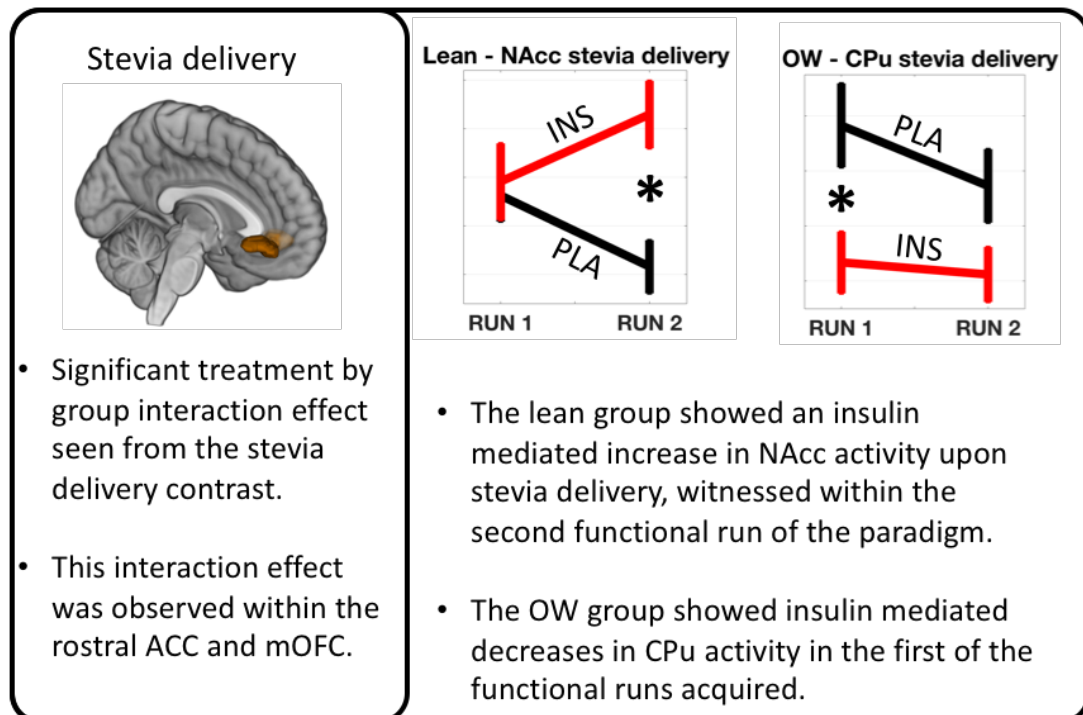 Stevia delivery
• Significant treatment by
group interaction effect
seen from the stevia
delivery contrast.
• This interaction effect
was observed within the
rostral ACC and mOFC.
Lean - NAcc stevia delivery
INS
*
PLA
RUN 1 RUN 2
OW - CPu stevia delivery
PLA
*
INS
RUN 1 RUN 2
• The lean group showed an insulin
mediated increase in NAcc activity upon
stevia delivery, witnessed within the
second functional run of the paradigm.
• The OW group showed insulin mediated
decreases in CPu activity in the first of the
functional runs acquired.